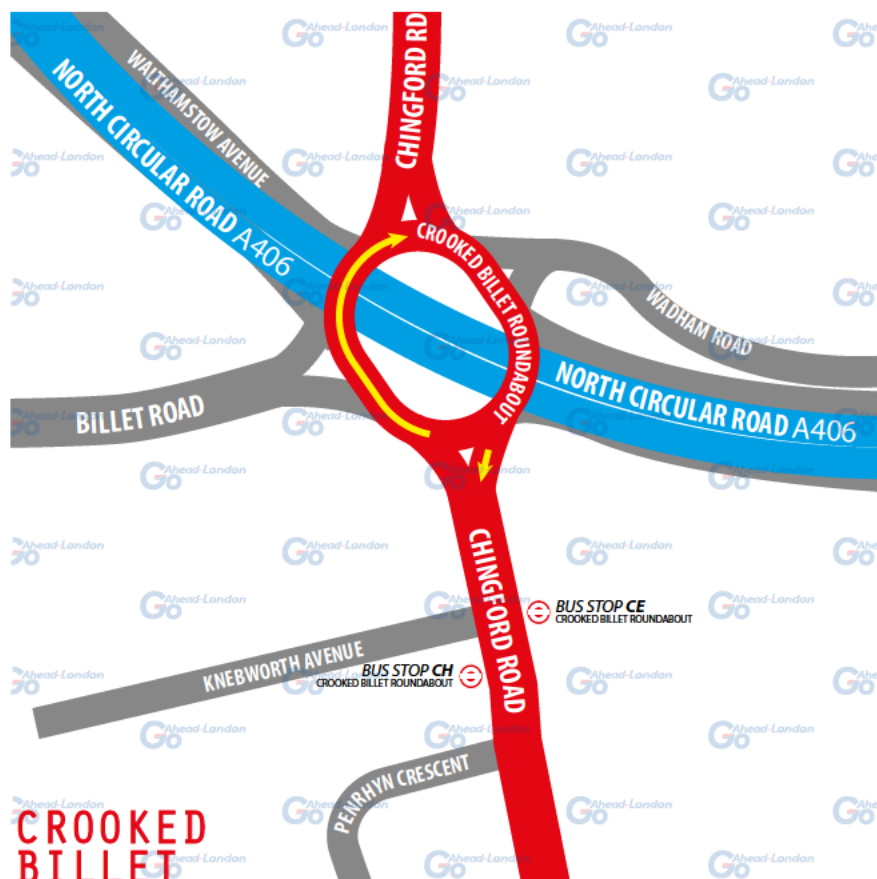 CHINGFORD RD
WALTHAMSTOW AVENUE
NORTH CIRCULAR ROAD A406
CROOKED BILLET ROUNDABOUT
WADHAM ROAD
NORTH CIRCULAR ROAD A406
BILLET ROAD
CHINGFORD ROAD
BUS STOP CE
CROOKED BILLET ROUNDABOUT
KNEBWORTH AVENUE
BUS STOP CH
CROOKED BILLET ROUNDABOUT
PENRHYN CRESCENT
CROOKED
BILLET
Go Ahead-London